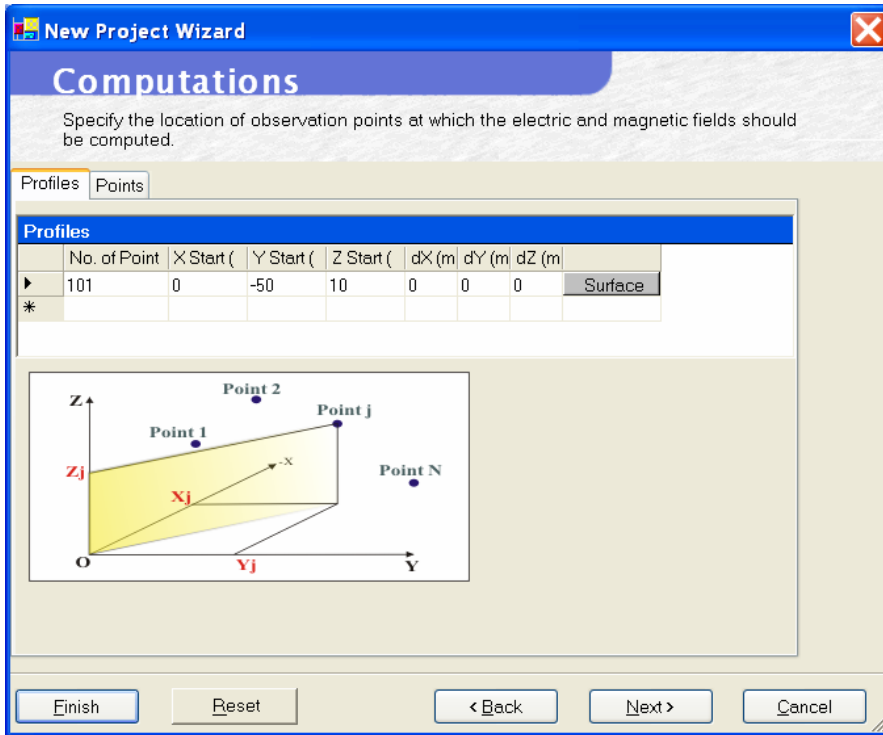 New Project Wizard
Computations
Specify the location of observation points at which the electric and magnetic fields should
be computed.
Profiles Points
Profiles
No. of Point X Start ( Y Start ( Z Start ( dX (m dY (m dZ (m
101 0 -50 10 0 0 0 Surface
*
Z
Point 2
Point j
Point 1
-X
Zj
Point N
Xj
O
Yj
Y
Finish Reset < Back Next > Cancel